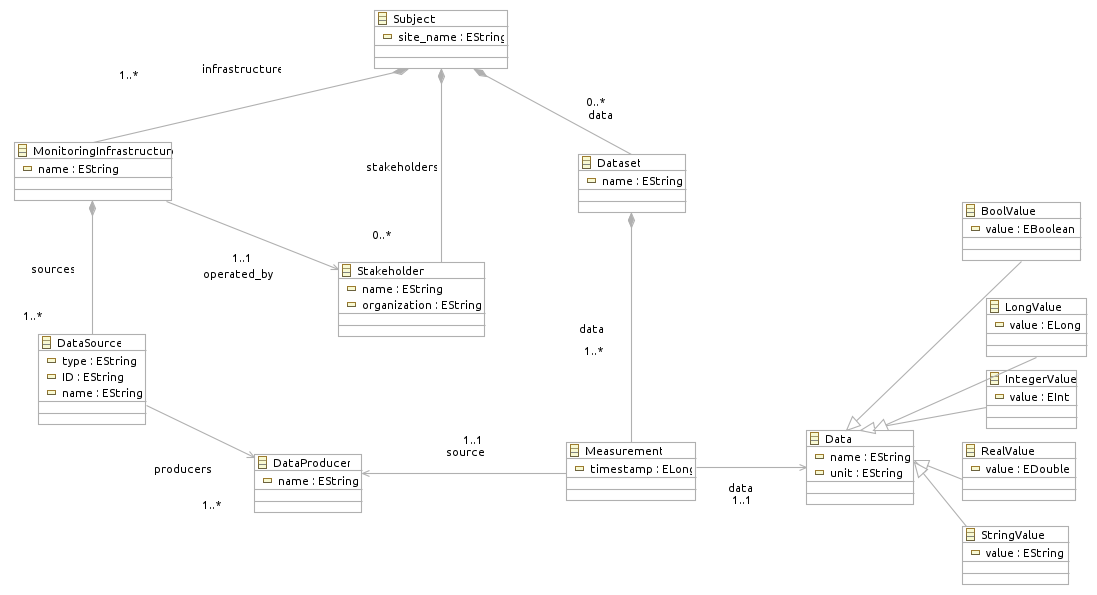 Subject
site_name : EString
infrastructure
1..*
0..*
data
MonitoringInfrastructure
name : EString
stakeholders
Dataset
name : EString
BoolValue
value : EBoolean
0..*
1..1
operated_by
sources
Stakeholder
name : EString
organization : EString
LongValue
value : ELong
1..*
data
1..*
DataSource
type : EString
ID : EString
name : EString
IntegerValue
value : EInt
Data
name : EString
unit : EString
1..1
source
Measurement
timestamp : ELong
RealValue
value : EDouble
DataProducer
name : EString
producers
1..*
data
1..1
StringValue
value : EString